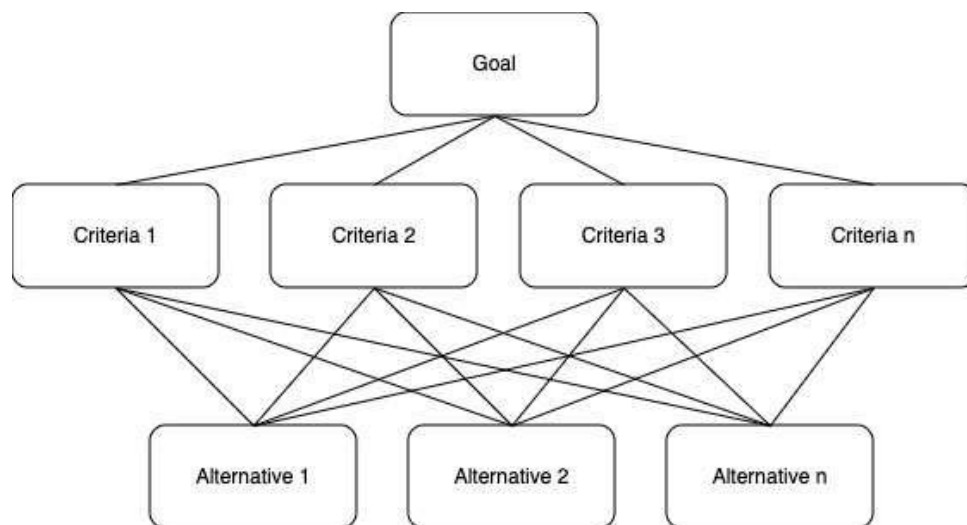 Goal
Criteria 1
Criteria 2
Criteria 3
Criteria n
Alternative 1
Alternative 2
Alternative n